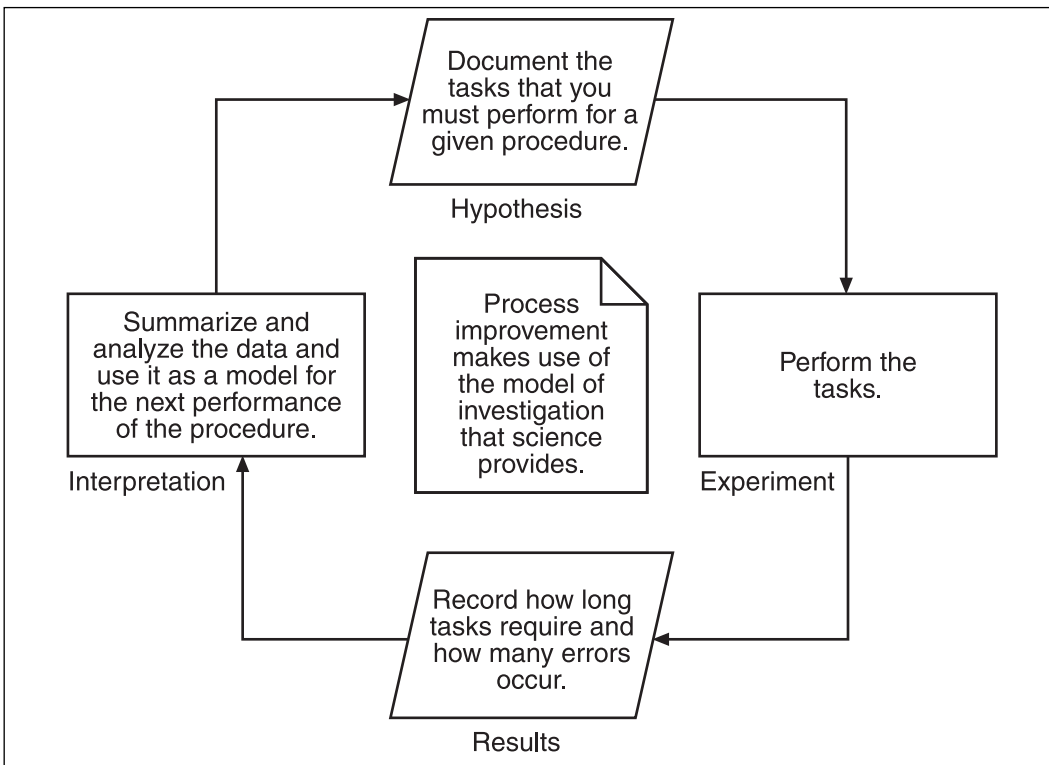 Document the
tasks that you
must perform for a
given procedure.
Hypothesis
Summarize and
analyze the data and
use it as a model for
the next performance
of the procedure.
Interpretation
Process
improvement
makes use of
the model of
investigation
that science
provides.
Perform the
tasks.
Experiment
Record how long
tasks require and
how many errors
occur.
Results